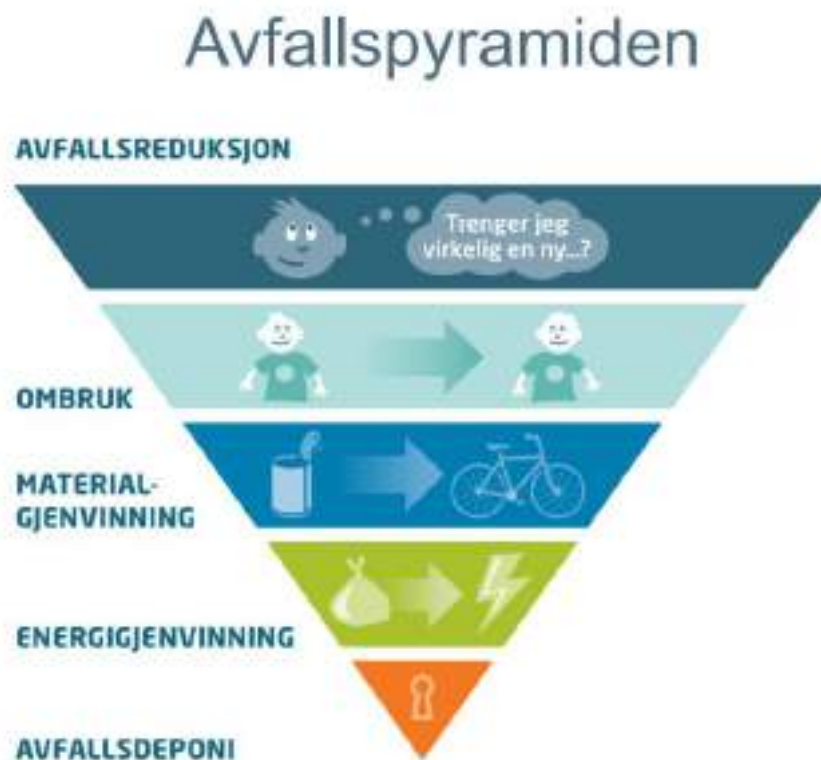 Avfallspyramiden
AVFALLSREDUKSJON
Trenger jeg
virkelig en ny...?
OMBRUK
MATERIAL-
GJENVINNING
ENERGIGJENVINNING
AVFALLSDEPONI